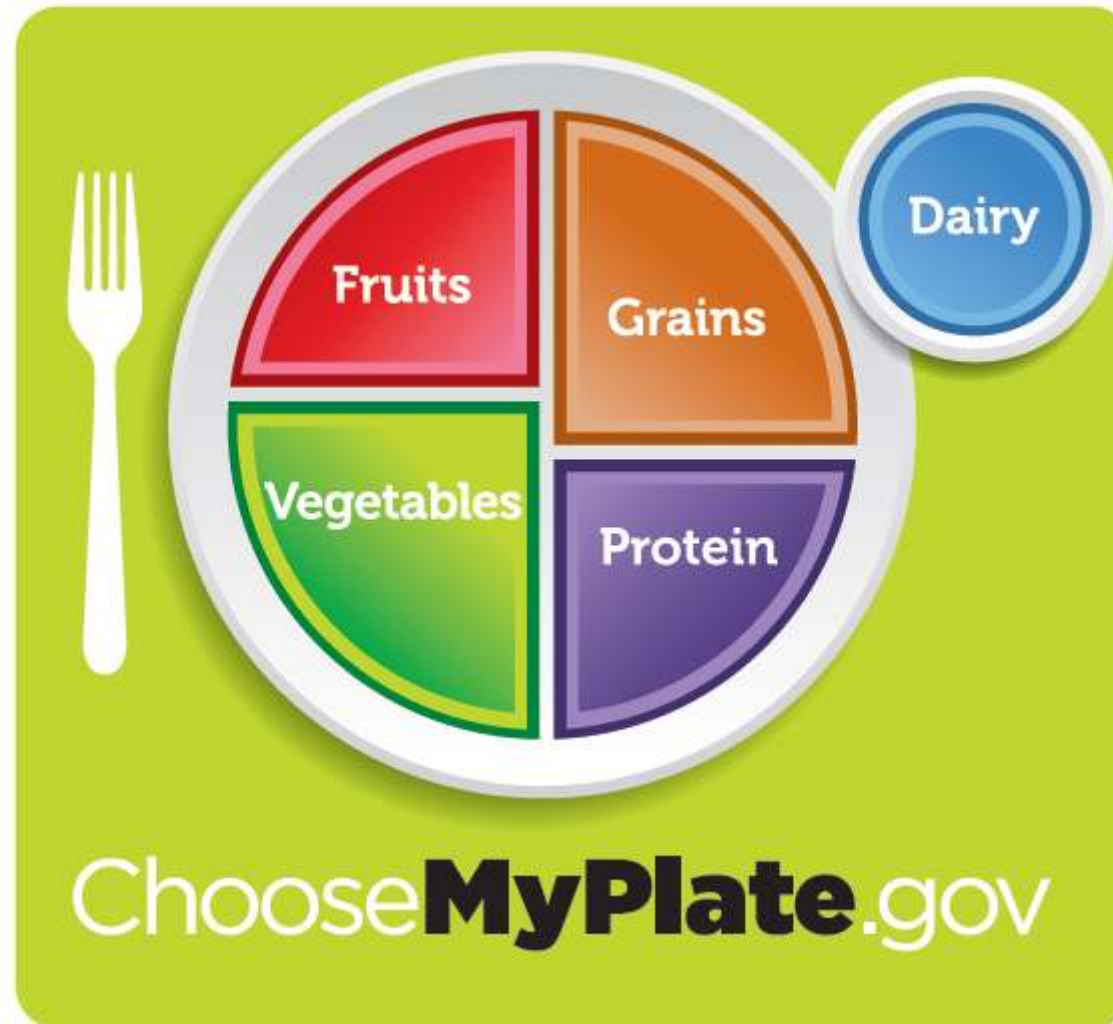 Fruits
Grains
Dairy
Vegetables
Protein
ChooseMyPlate.gov